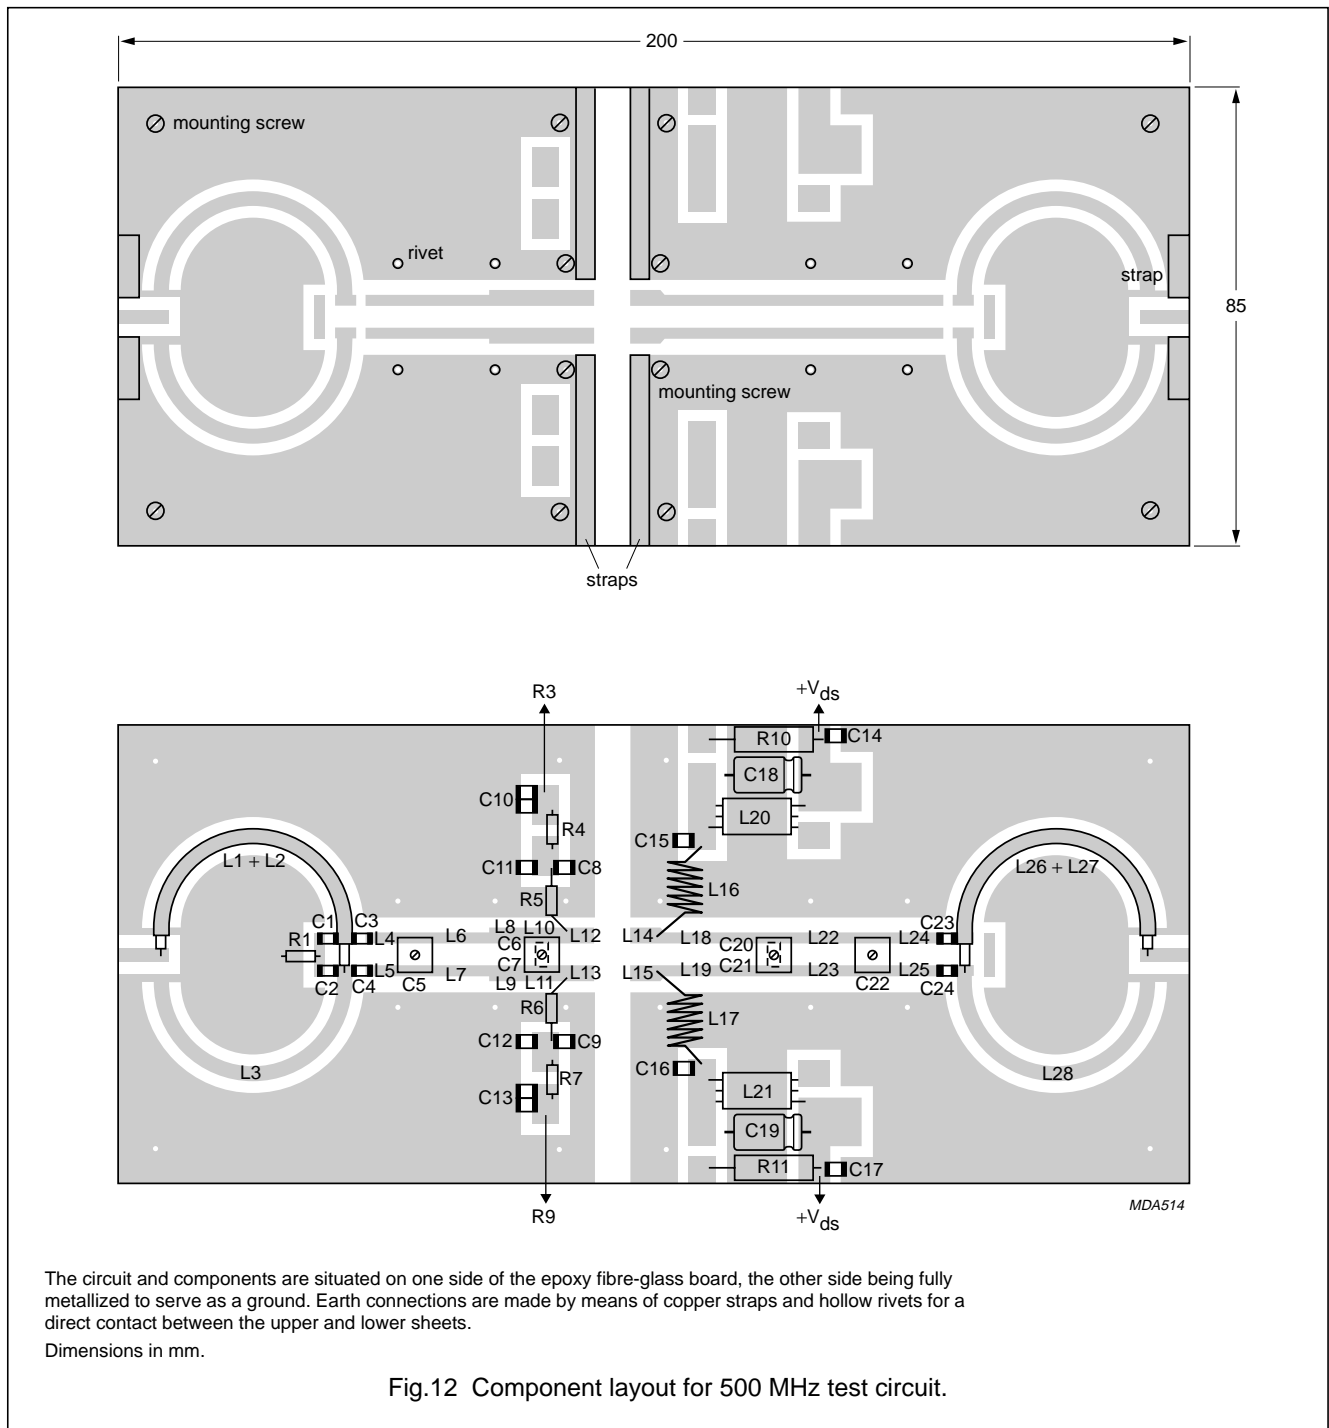 200
mounting screw
rivet
strap
85
mounting screw
straps
R3
+Vds
R10
C14
C18
C10
L20
R4
C15
L1 + L2
L26 + L27
C11
C8
L16
R5
C1
C3
L8
L10
C23
R1
L4
L6
L12
L14
L18
L22
L24
C6
C20
C7
C21
L5
L7
L13
L15
L19
L23
L25
C2
C4
C5
L9
L11
C22
C24
R6
L17
C12
C9
C16
L3
R7
L28
C13
L21
C19
R11
C17
R9
+Vds
MDA514
The circuit and components are situated on one side of the epoxy fibre-glass board, the other side being fully
metallized to serve as a ground. Earth connections are made by means of copper straps and hollow rivets for a
direct contact between the upper and lower sheets.
Dimensions in mm.
Fig.12 Component layout for 500 MHz test circuit.